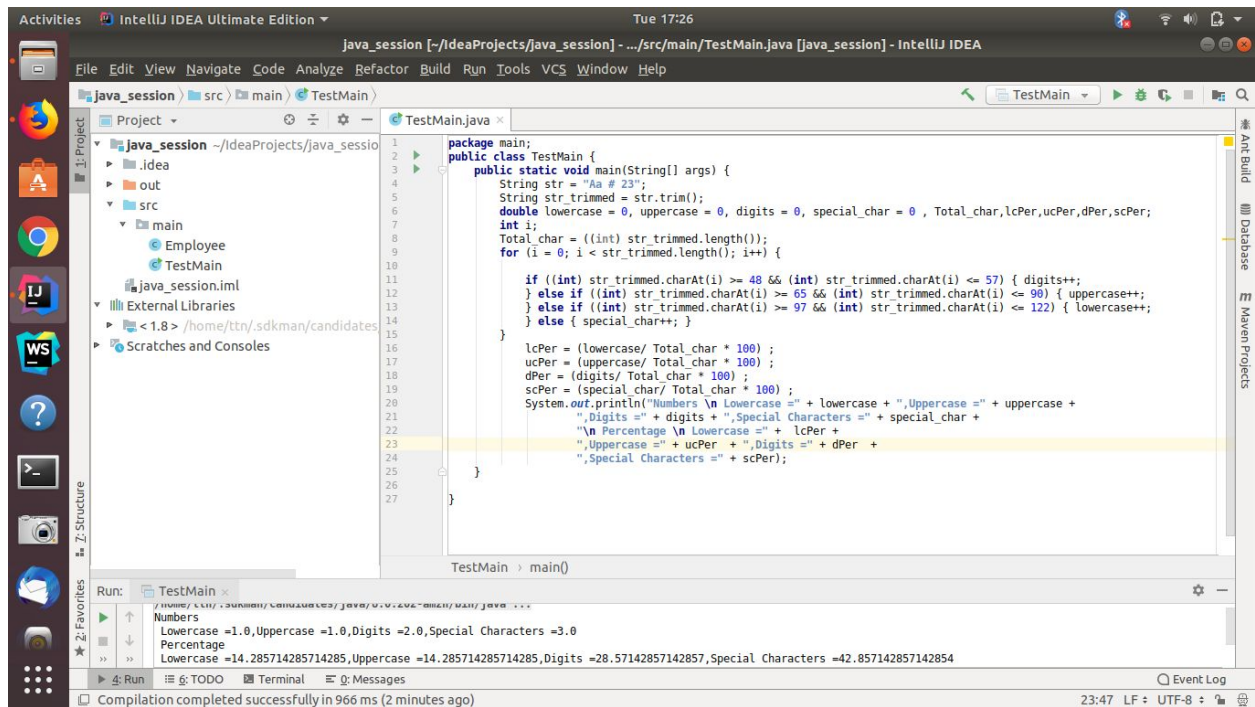 Activities IntelliJ IDEA Ultimate Edition Tue 17:26
java_session [~/IdeaProjects/java_session] - .../src/main/TestMain.java [java_session] - IntelliJ IDEA
File Edit View Navigate Code Analyze Refactor Build Run Tools VCS Window Help
java_session src main TestMain TestMain
Project TestMain.java
1: Project
java_session ~/IdeaProjects/java_sessio
.idea
out
src
main
Employee
TestMain
java_session.iml
External Libraries
< 1.8 > /home/ttn/.sdkman/candidates
Scratches and Consoles
1 package main;
2 public class TestMain {
3 public static void main(String[] args) {
4 String str = "Aa # 23";
5 String str_trimmed = str.trim();
6 double lowercase = 0, uppercase = 0, digits = 0, special_char = 0 , Total_char,lcPer,ucPer,dPer,scPer;
7 int i;
8 Total_char = ((int) str_trimmed.length());
9 for (i = 0; i < str_trimmed.length(); i++) {
10
11 if ((int) str_trimmed.charAt(i) >= 48 && (int) str_trimmed.charAt(i) <= 57) { digits++;
12 } else if ((int) str_trimmed.charAt(i) >= 65 && (int) str_trimmed.charAt(i) <= 90) { uppercase++;
13 } else if ((int) str_trimmed.charAt(i) >= 97 && (int) str_trimmed.charAt(i) <= 122) { lowercase++;
14 } else { special_char++; }
15 }
16 lcPer = (lowercase/ Total_char * 100) ;
17 ucPer = (uppercase/ Total_char * 100) ;
18 dPer = (digits/ Total_char * 100) ;
19 scPer = (special_char/ Total_char * 100) ;
20 System.out.println("Numbers \n Lowercase =" + lowercase + ",Uppercase =" + uppercase +
21 ",Digits =" + digits + ",Special Characters =" + special_char +
22 "\n Percentage \n Lowercase =" + lcPer +
23 ",Uppercase =" + ucPer + ",Digits =" + dPer +
24 ",Special Characters =" + scPer);
25 }
26
27 }
Ant Build
Database
m Maven Projects
IJ
WS
Z: Structure
2: Favorites
TestMain › main()
Run: TestMain
/home/ttn/.sdkman/candidates/java/8.0.202-amzn/bin/java ...
Numbers
Lowercase =1.0,Uppercase =1.0,Digits =2.0,Special Characters =3.0
Percentage
Lowercase =14.285714285714285,Uppercase =14.285714285714285,Digits =28.57142857142857,Special Characters =42.857142857142854
4: Run 6: TODO Terminal 0: Messages Event Log
Compilation completed successfully in 966 ms (2 minutes ago) 23:47 LF UTF-8